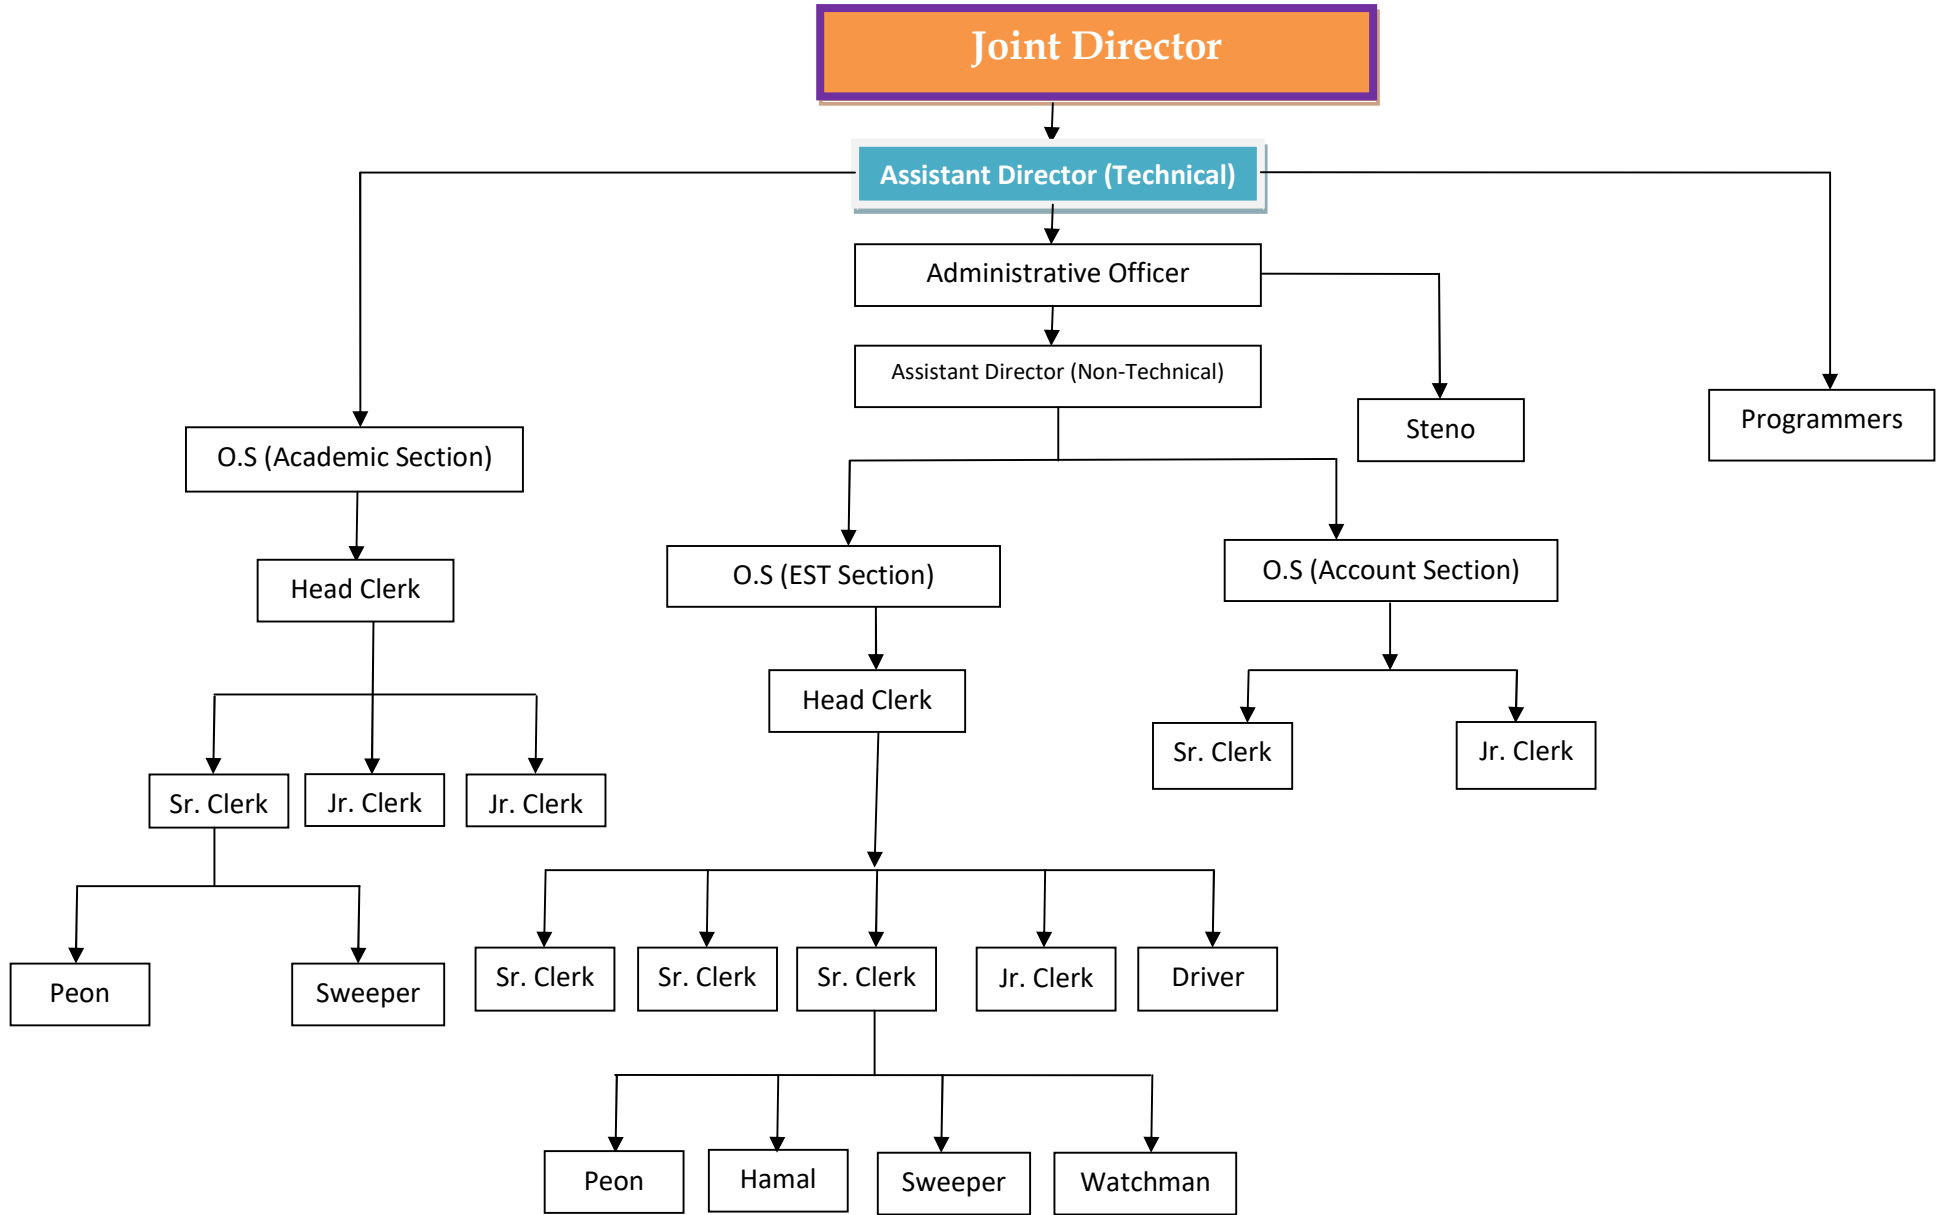 Joint Director
Assistant Director (Technical)
Administrative Officer
Assistant Director (Non-Technical)
Steno
Programmers
O.S (Academic Section)
O.S (EST Section)
O.S (Account Section)
Head Clerk
Head Clerk
Sr. Clerk
Jr. Clerk
Sr. Clerk
Jr. Clerk
Jr. Clerk
Peon
Sweeper
Sr. Clerk
Sr. Clerk
Sr. Clerk
Jr. Clerk
Driver
Peon
Hamal
Sweeper
Watchman